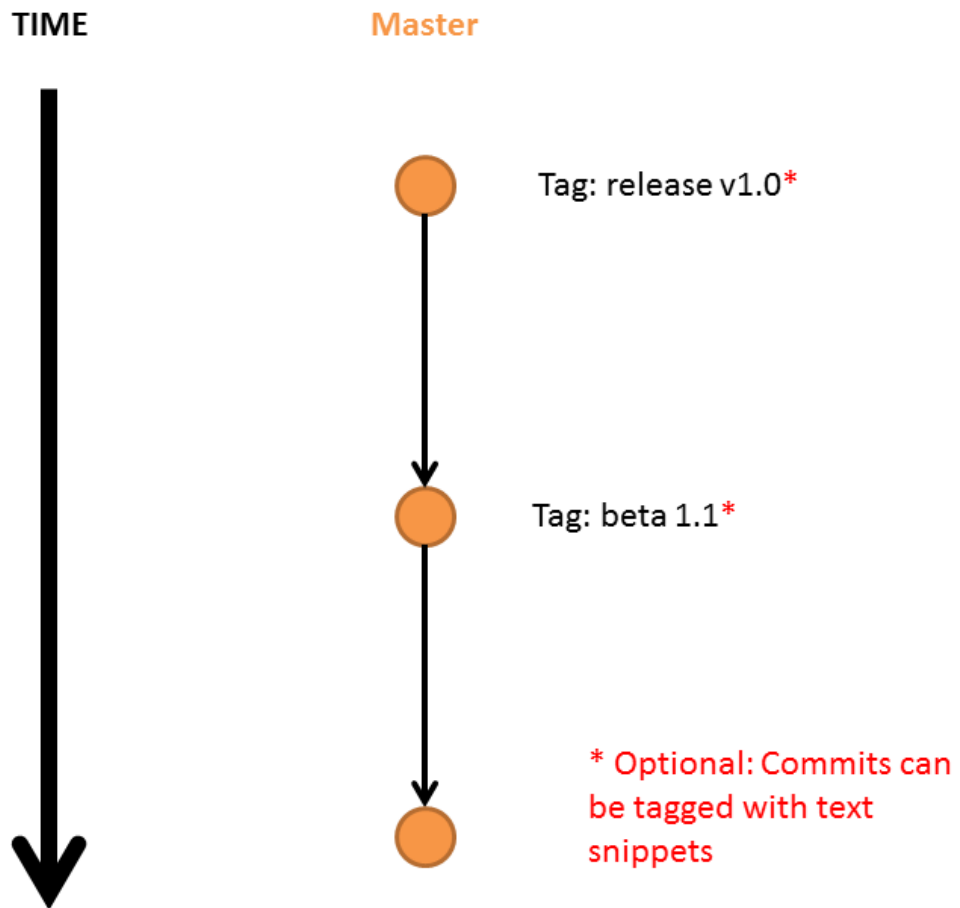 TIME
Master
Tag: release v1.0*
Tag: beta 1.1*
* Optional: Commits can
be tagged with text
snippets